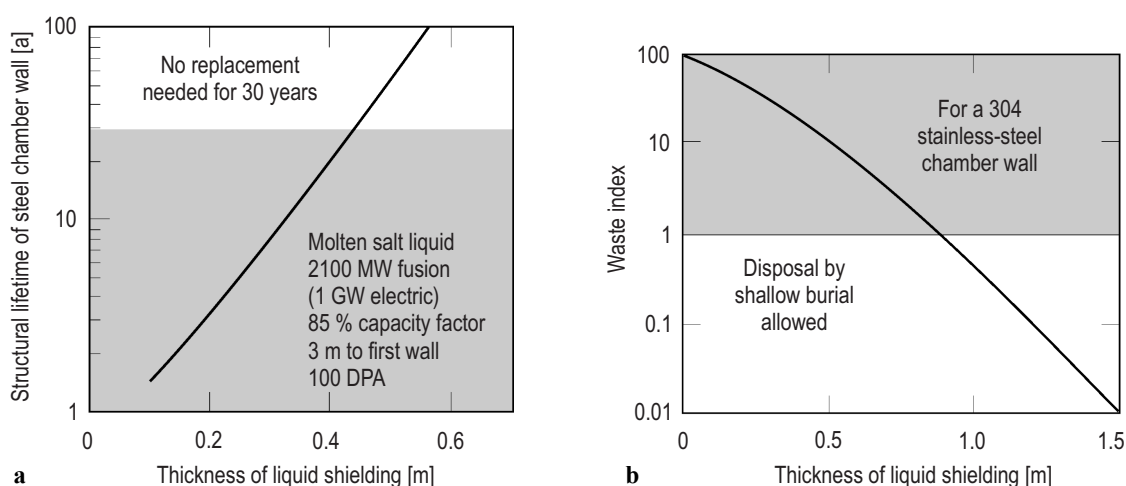 Structural lifetime of steel chamber wall [a]
100
10
1
No replacement
needed for 30 years
Molten salt liquid
2100 MW fusion
(1 GW electric)
85 % capacity factor
3 m to first wall
100 DPA
0 0.2 0.4 0.6
a Thickness of liquid shielding [m]
Waste index
100
10
1
0.1
0.01
For a 304
stainless-steel
chamber wall
Disposal by
shallow burial
allowed
0 0.5 1.0 1.5
b Thickness of liquid shielding [m]